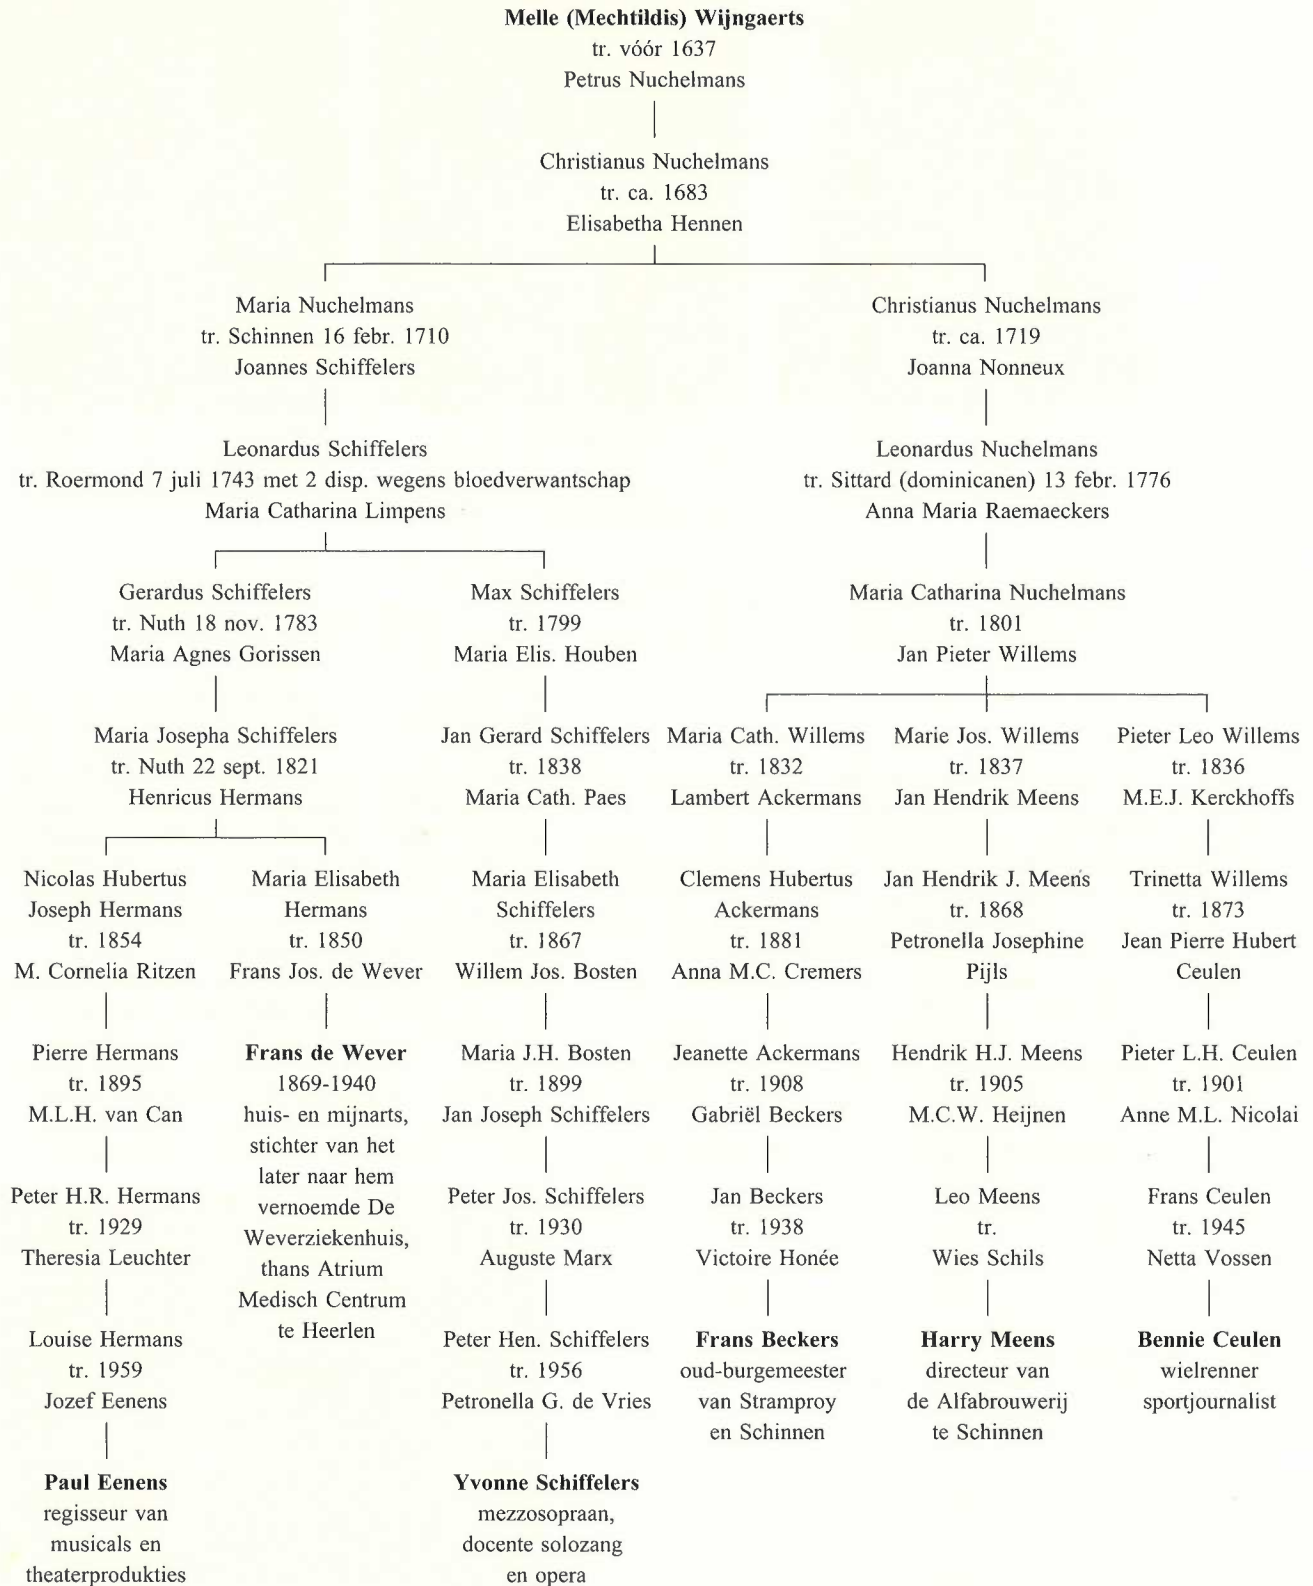 Melle (Mechtildis) Wijngaerts
tr. vóór 1637
Petrus Nuchelmans
Christianus Nuchelmans
tr. ca. 1683
Elisabetha Hennen
Maria Nuchelmans
tr. Schinnen 16 febr. 1710
Joannes Schiffelers
Christianus Nuchelmans
tr. ca. 1719
Joanna Nonneux
Leonardus Schiffelers
tr. Roermond 7 juli 1743 met 2 disp. wegens bloedverwantschap
Maria Catharina Limpens
Leonardus Nuchelmans
tr. Sittard (dominicanen) 13 febr. 1776
Anna Maria Raemaeckers
Gerardus Schiffelers
tr. Nuth 18 nov. 1783
Maria Agnes Gorissen
Max Schiffelers
tr. 1799
Maria Elis. Houben
Maria Catharina Nuchelmans
tr. 1801
Jan Pieter Willems
Maria Josepha Schiffelers
tr. Nuth 22 sept. 1821
Henricus Hermans
Jan Gerard Schiffelers
tr. 1838
Maria Cath. Paes
Maria Cath. Willems
tr. 1832
Lambert Ackermans
Marie Jos. Willems
tr. 1837
Jan Hendrik Meens
Pieter Leo Willems
tr. 1836
M.E.J. Kerckhoffs
Nicolas Hubertus
Joseph Hermans
tr. 1854
M. Cornelia Ritzen
Maria Elisabeth
Hermans
tr. 1850
Frans Jos. de Wever
Maria Elisabeth
Schiffelers
tr. 1867
Willem Jos. Bosten
Clemens Hubertus
Ackermans
tr. 1881
Anna M.C. Cremers
Jan Hendrik J. Meens
tr. 1868
Petronella Josephine
Pijls
Trinetta Willems
tr. 1873
Jean Pierre Hubert
Ceulen
Pierre Hermans
tr. 1895
M.L.H. van Can
Frans de Wever
1869-1940
huis- en mijnarts,
stichter van het
later naar hem
vernoemde De
Weverziekenhuis,
thans Atrium
Medisch Centrum
te Heerlen
Maria J.H. Bosten
tr. 1899
Jan Joseph Schiffelers
Jeanette Ackermans
tr. 1908
Gabriël Beckers
Hendrik H.J. Meens
tr. 1905
M.C.W. Heijnen
Pieter L.H. Ceulen
tr. 1901
Anne M.L. Nicolai
Peter H.R. Hermans
tr. 1929
Theresia Leuchter
Peter Jos. Schiffelers
tr. 1930
Auguste Marx
Jan Beckers
tr. 1938
Victoire Honée
Leo Meens
tr.
Wies Schils
Frans Ceulen
tr. 1945
Netta Vossen
Louise Hermans
tr. 1959
Jozef Eenens
Peter Hen. Schiffelers
tr. 1956
Petronella G. de Vries
Frans Beckers
oud-burgemeester
van Stramproy
en Schinnen
Harry Meens
directeur van
de Alfabrouwerij
te Schinnen
Bennie Ceulen
wielrenner
sportjournalist
Paul Eenens
regisseur van
musicals en
theaterprodukties
Yvonne Schiffelers
mezzosopraan,
docente solozang
en opera